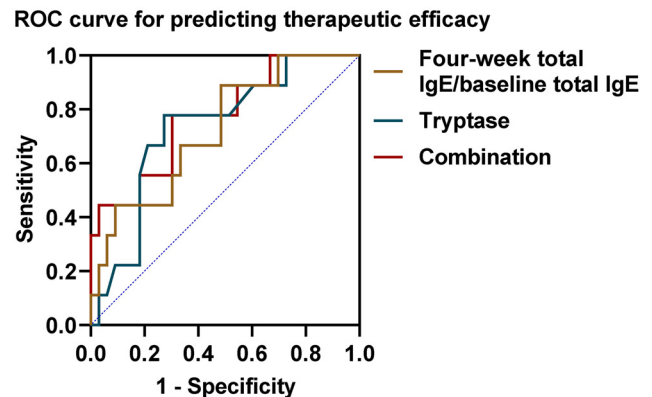 ROC curve for predicting therapeutic efficacy
1.0
0.8
0.6
0.4
0.2
0.0
Sensitivity
0.0 0.2 0.4 0.6 0.8 1.0
1 - Specificity
Four-week total
IgE/baseline total IgE
Tryptase
Combination